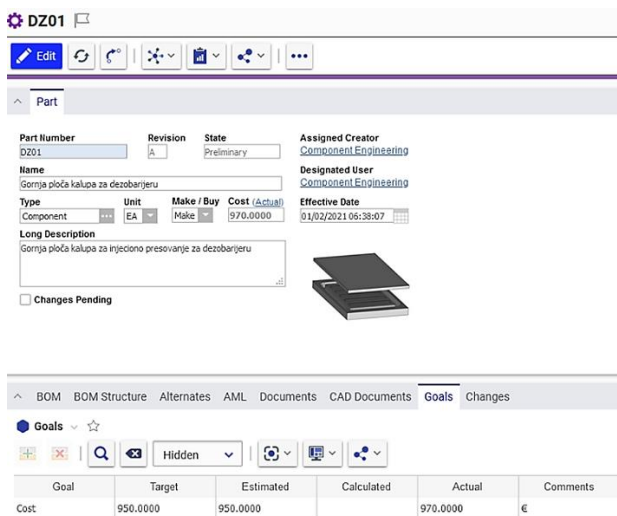 DZ01
Edit
Part
Part Number Revision State Assigned Creator
DZ01 A Preliminary Component Engineering
Name Designated User
Gornja ploča kalupa za dezobarijeru Component Engineering
Type Unit Make / Buy Cost (Actual) Effective Date
Component ... EA Make 970.0000 01/02/2021 06:38:07
Long Description
Gornja ploča kalupa za injeciono presovanje za dezobarijeru
Changes Pending
BOM BOM Structure Alternates AML Documents CAD Documents Goals Changes
Goals
Hidden
Goal Target Estimated Calculated Actual Comments
Cost 950.0000 950.0000 970.0000 €